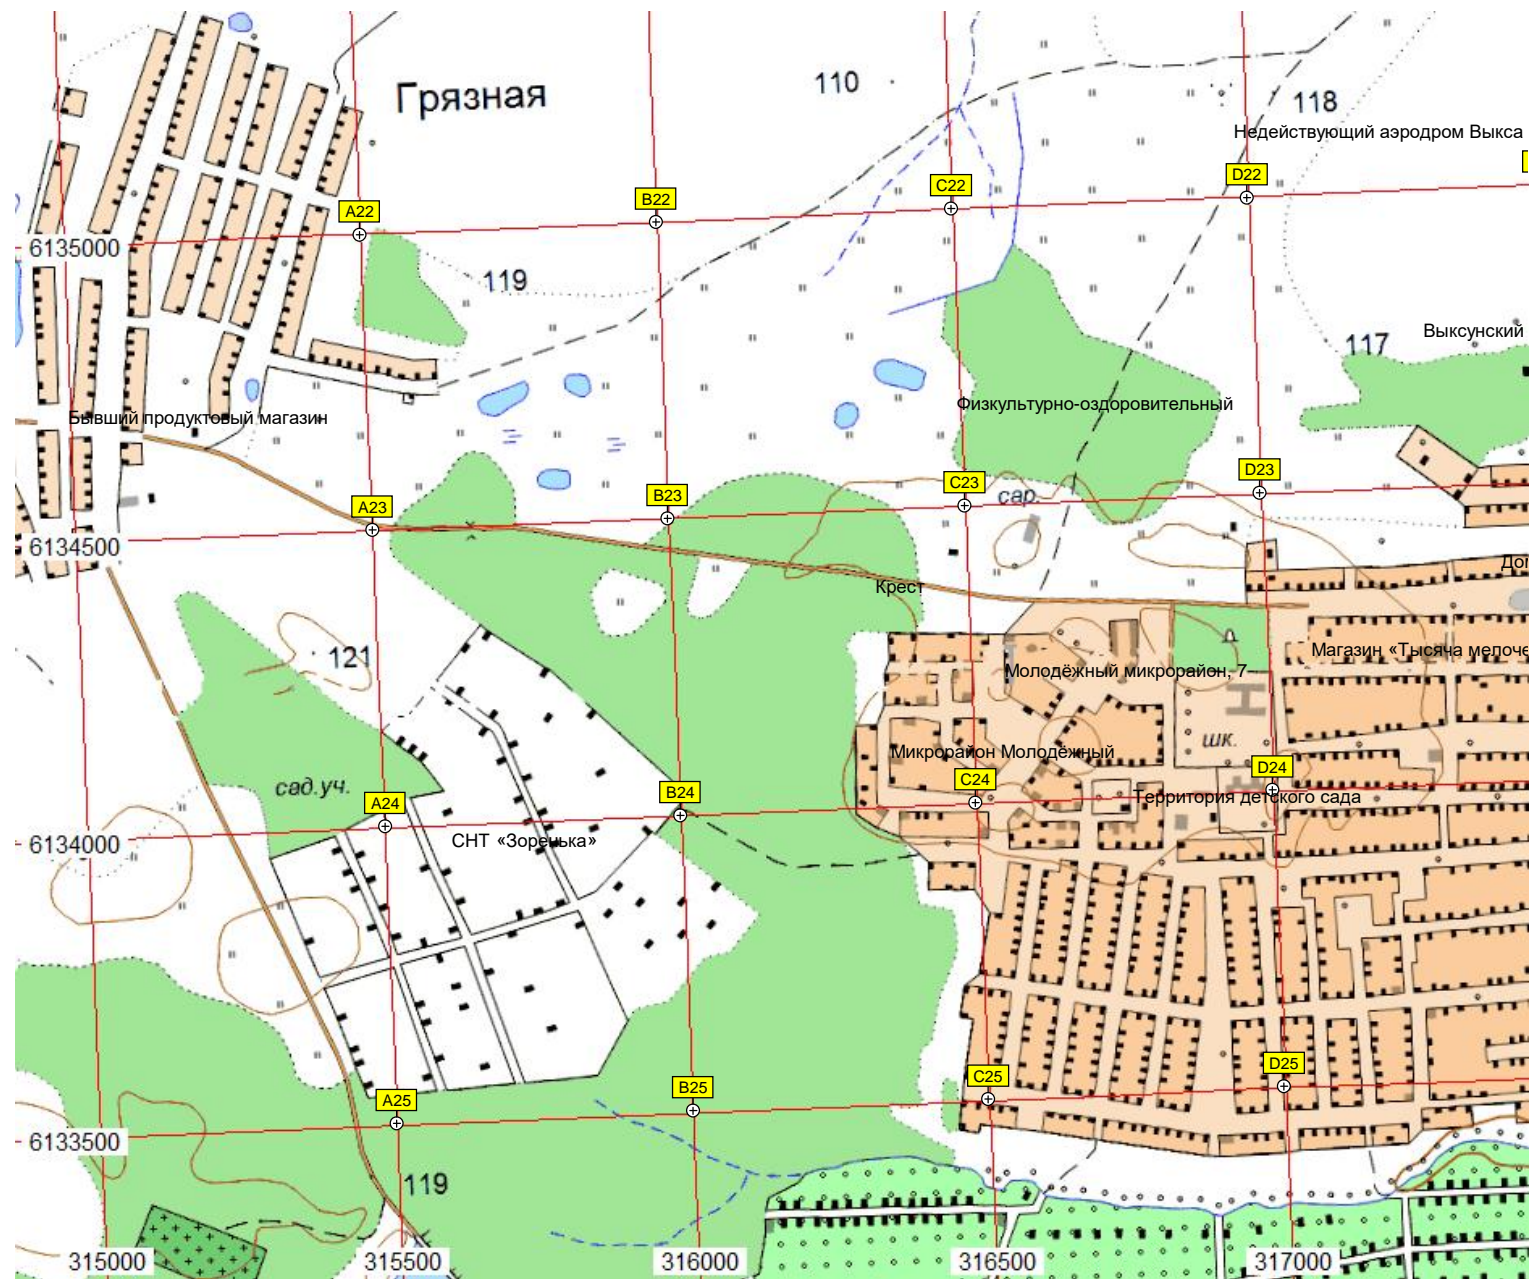 Грязная
110
118
Недействующий аэродром Выкса
A22
B22
C22
D22
6135000
119
117
Выксунский
Физкультурно-оздоровительный
Бывший продуктовый магазин
A23
B23
C23
D23
сар.
6134500
Крест
121
Магазин «Тысяча мелоче
Молодёжный микрорайон, 7
шк.
Микрорайон Молодёжный
сад.уч.
A24
B24
C24
D24
Территория детского сада
СНТ «Зоренька»
6134000
A25
B25
C25
D25
6133500
119
315000
315500
316000
316500
317000